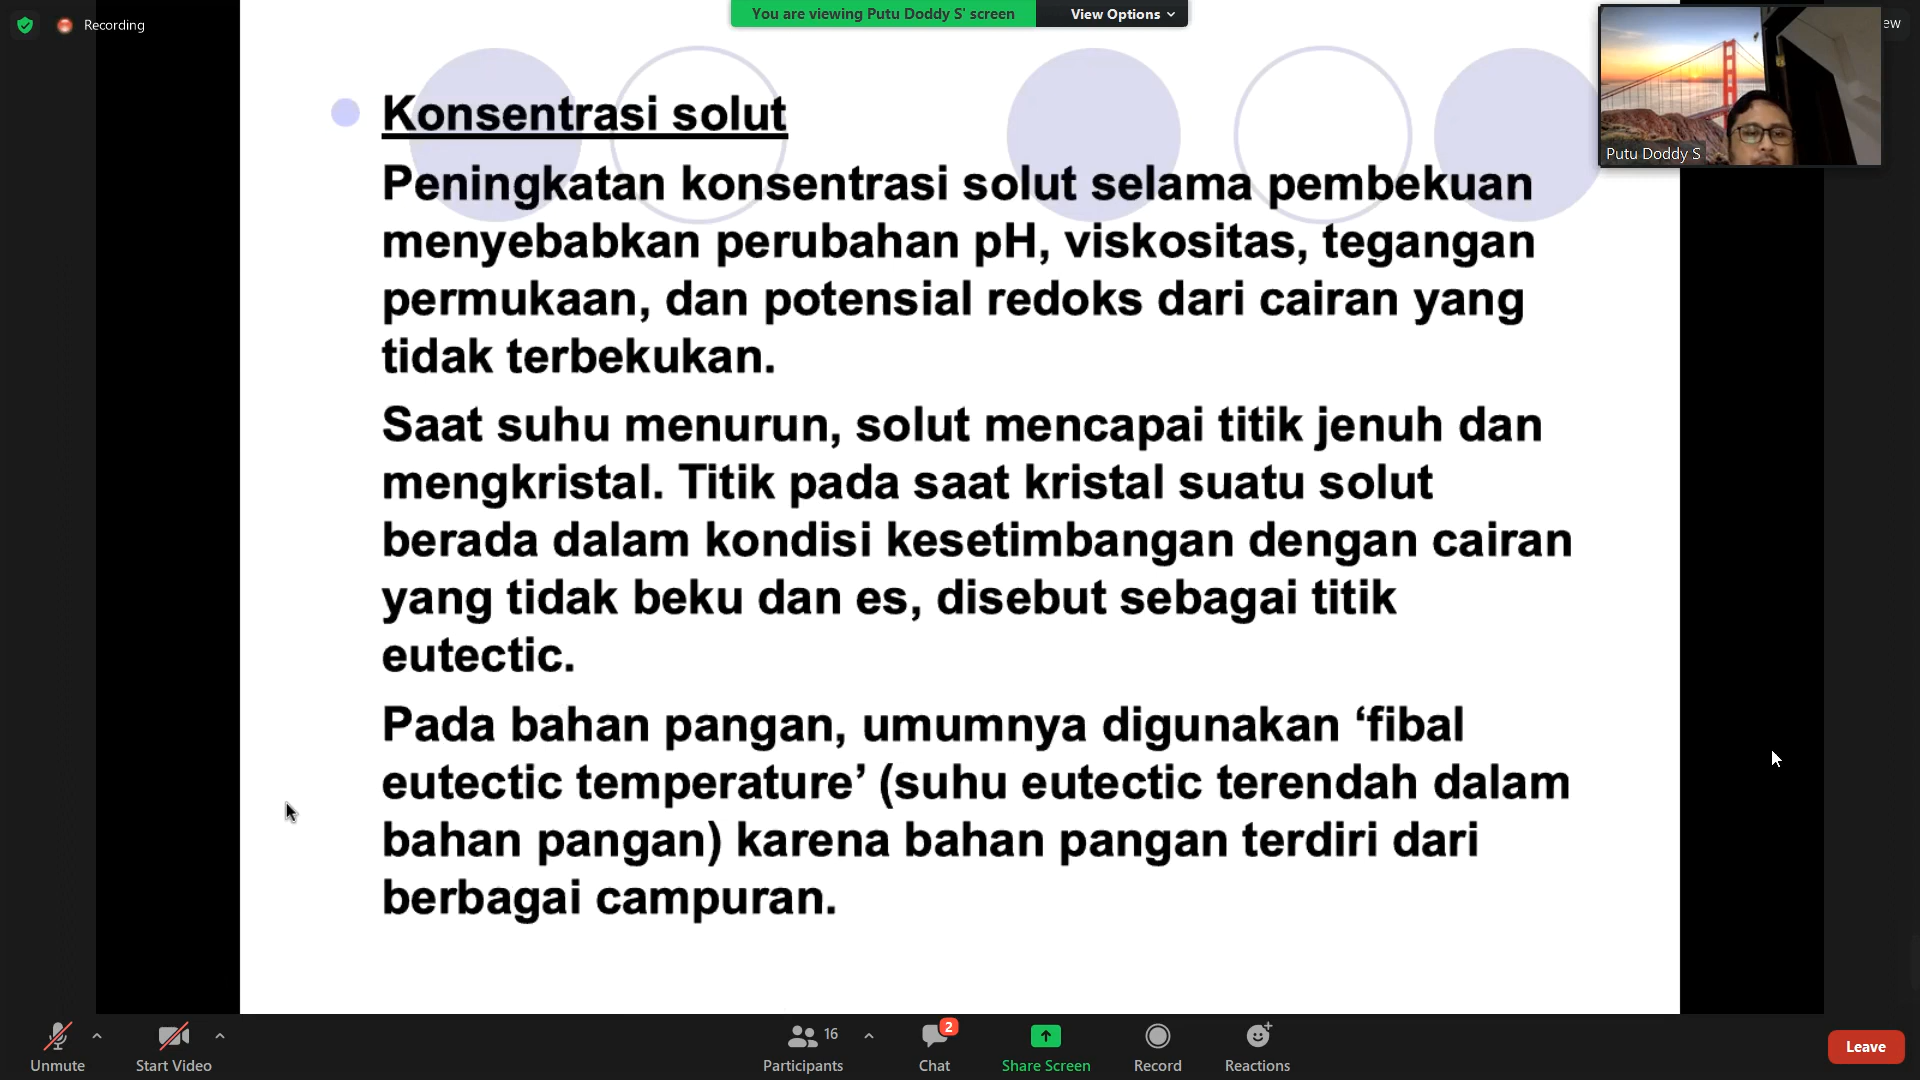 Recording
You are viewing Putu Doddy S' screen
View Options
ew
Putu Doddy S
Konsentrasi solut
Peningkatan konsentrasi solut selama pembekuan
menyebabkan perubahan pH, viskositas, tegangan
permukaan, dan potensial redoks dari cairan yang
tidak terbekukan.
Saat suhu menurun, solut mencapai titik jenuh dan
mengkristal. Titik pada saat kristal suatu solut
berada dalam kondisi kesetimbangan dengan cairan
yang tidak beku dan es, disebut sebagai titik
eutectic.
Pada bahan pangan, umumnya digunakan ‘fibal
eutectic temperature’ (suhu eutectic terendah dalam
bahan pangan) karena bahan pangan terdiri dari
berbagai campuran.
Unmute
Start Video
16
Participants
2
Chat
Share Screen
Record
Reactions
Leave